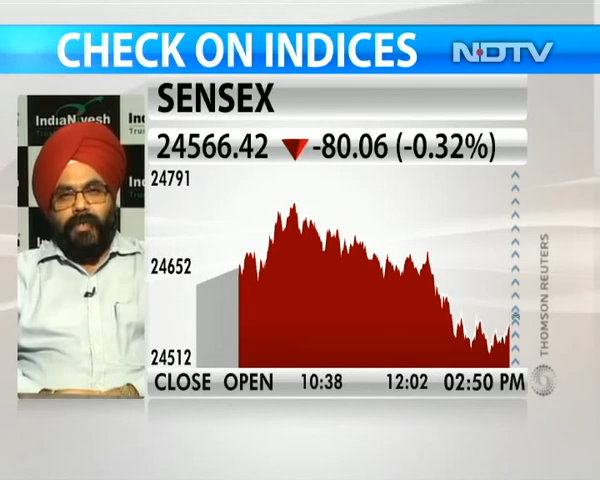 CHECK ON INDICES
NDTV
SENSEX
24566.42 -80.06 (-0.32%)
24791
24652
24512
CLOSE OPEN 10:38 12:02 02:50 PM
THOMSON REUTERS
IndiaNivesh